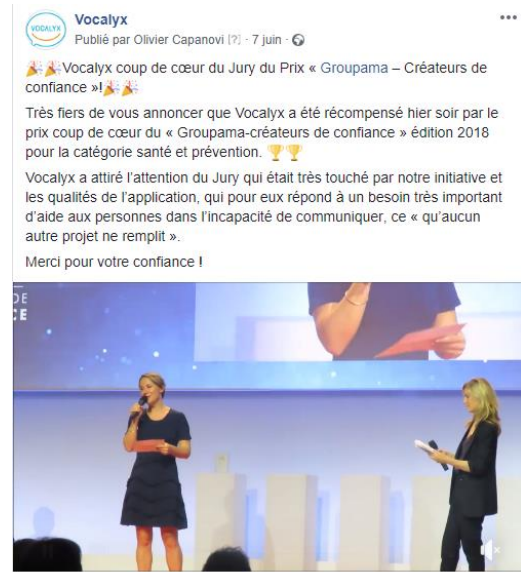 VOCALYX
Vocalyx
Publié par Olivier Capanovi [?] · 7 juin ·
🎉🎉Vocalyx coup de cœur du Jury du Prix « Groupama – Créateurs de
confiance »!🎉🎉
Très fiers de vous annoncer que Vocalyx a été récompensé hier soir par le
prix coup de cœur du « Groupama-créateurs de confiance » édition 2018
pour la catégorie santé et prévention. 🏆🏆
Vocalyx a attiré l’attention du Jury qui était très touché par notre initiative et
les qualités de l’application, qui pour eux répond à un besoin très important
d’aide aux personnes dans l’incapacité de communiquer, ce « qu’aucun
autre projet ne remplit ».
Merci pour votre confiance !
DE
CE